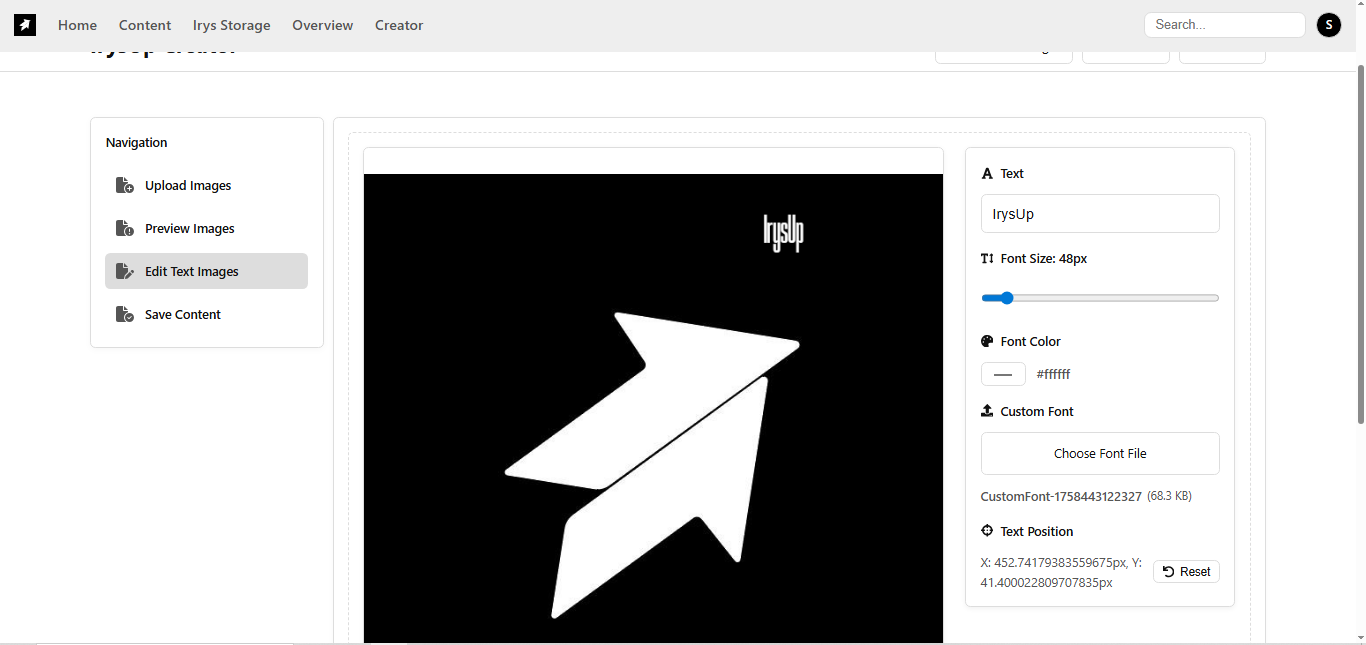 Home Content Irys Storage Overview Creator Search... S
IrysUp Creator
Navigation
Upload Images
Preview Images
Edit Text Images
Save Content
IrysUp
Text
IrysUp
Font Size: 48px
Font Color
#ffffff
Custom Font
Choose Font File
CustomFont-1758443122327 (68.3 KB)
Text Position
X: 452.74179383559675px, Y:
41.400022809707835px
Reset